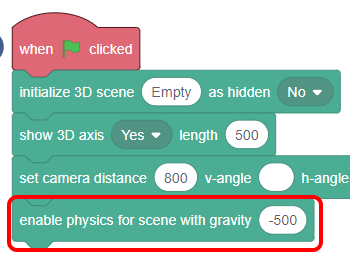 when clicked
initialize 3D scene Empty as hidden No
show 3D axis Yes length 500
set camera distance 800 v-angle h-angle
enable physics for scene with gravity -500